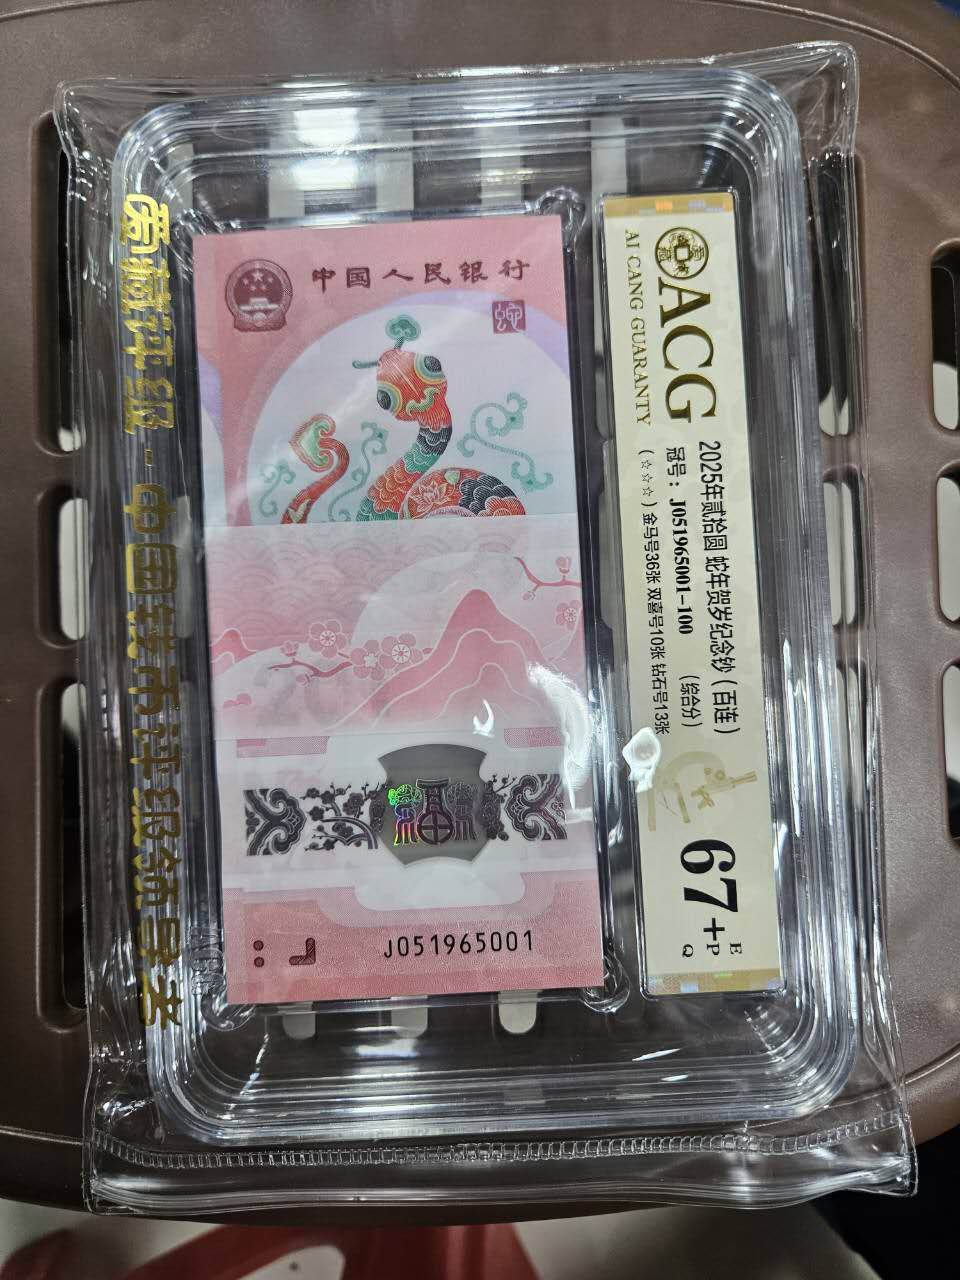 爱藏评级-中国钱币评级领导者
中国人民银行
蛇
J051965001
ACG
AI CANG GUARANTY
2025年贰拾圆 蛇年贺岁纪念钞（百连）
冠号：J051965001-100 （综合分）
（☆☆☆）金马号36张 双喜号10张 钻石号13张
67+
E
P
Q